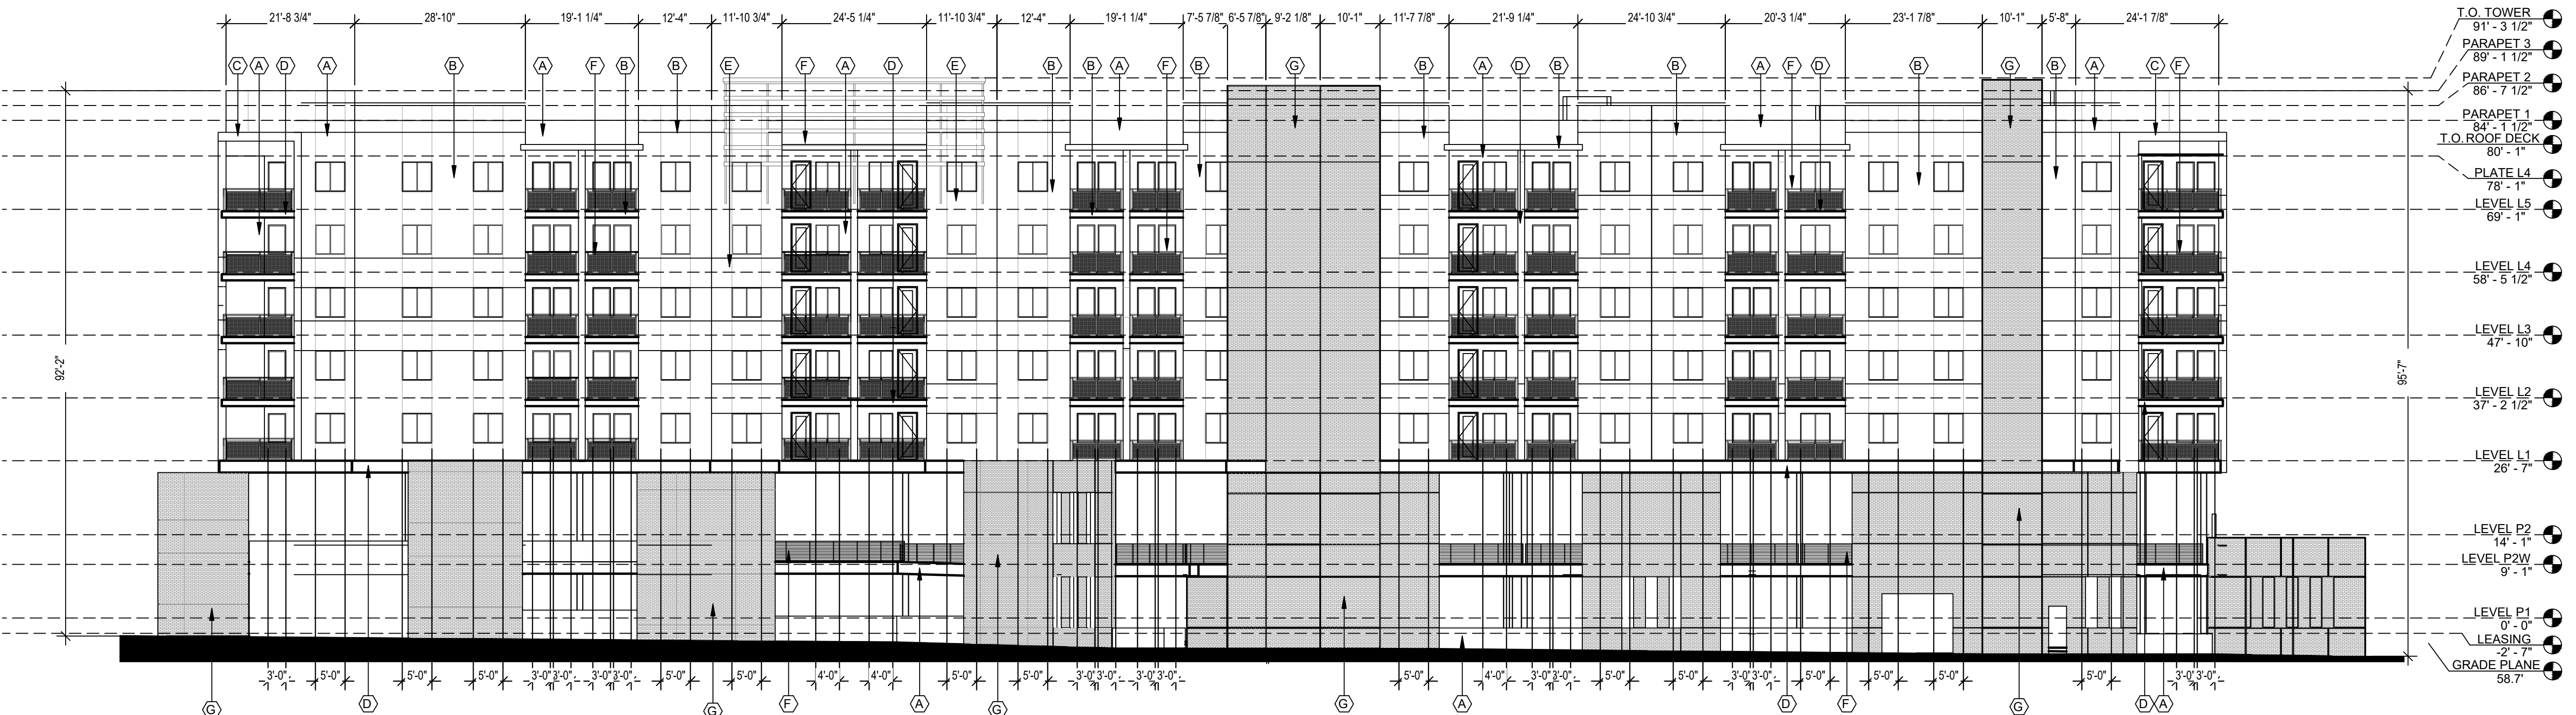 21'-8 3/4" 28'-10" 19'-1 1/4" 12'-4" 11'-10 3/4" 24'-5 1/4" 11'-10 3/4" 12'-4" 19'-1 1/4" 7'-5 7/8" 6'-5 7/8" 9'-2 1/8" 10'-1" 11'-7 7/8" 21'-9 1/4" 24'-10 3/4" 20'-3 1/4" 23'-1 7/8" 10'-1" 5'-8" 24'-1 7/8"
C A D A B A F B B E F A D E B B A F B G B A D B B A F D B G B A C F
T.O. TOWER
91' - 3 1/2"
PARAPET 3
89' - 1 1/2"
PARAPET 2
86' - 7 1/2"
PARAPET 1
84' - 1 1/2"
T.O. ROOF DECK
80' - 1"
PLATE L4
78' - 1"
LEVEL L5
69' - 1"
LEVEL L4
58' - 5 1/2"
LEVEL L3
47' - 10"
LEVEL L2
37' - 2 1/2"
LEVEL L1
26' - 7"
LEVEL P2
14' - 1"
LEVEL P2W
9' - 1"
LEVEL P1
0' - 0"
LEASING
-2' - 7"
GRADE PLANE
58.7'
92'-2"
95'-7"
3'-0" 5'-0" 5'-0" 5'-0" 3'-0" 3'-0" 3'-0" 3'-0" 5'-0" 5'-0" 4'-0" 4'-0" 5'-0" 5'-0" 3'-0" 3'-0" 3'-0" 3'-0" 5'-0" 4'-0" 3'-0" 3'-0" 5'-0" 5'-0" 3'-0" 3'-0" 5'-0" 5'-0" 5'-0" 5'-0" 3'-0" 3'-0"
G D G F A G G A D F G D A